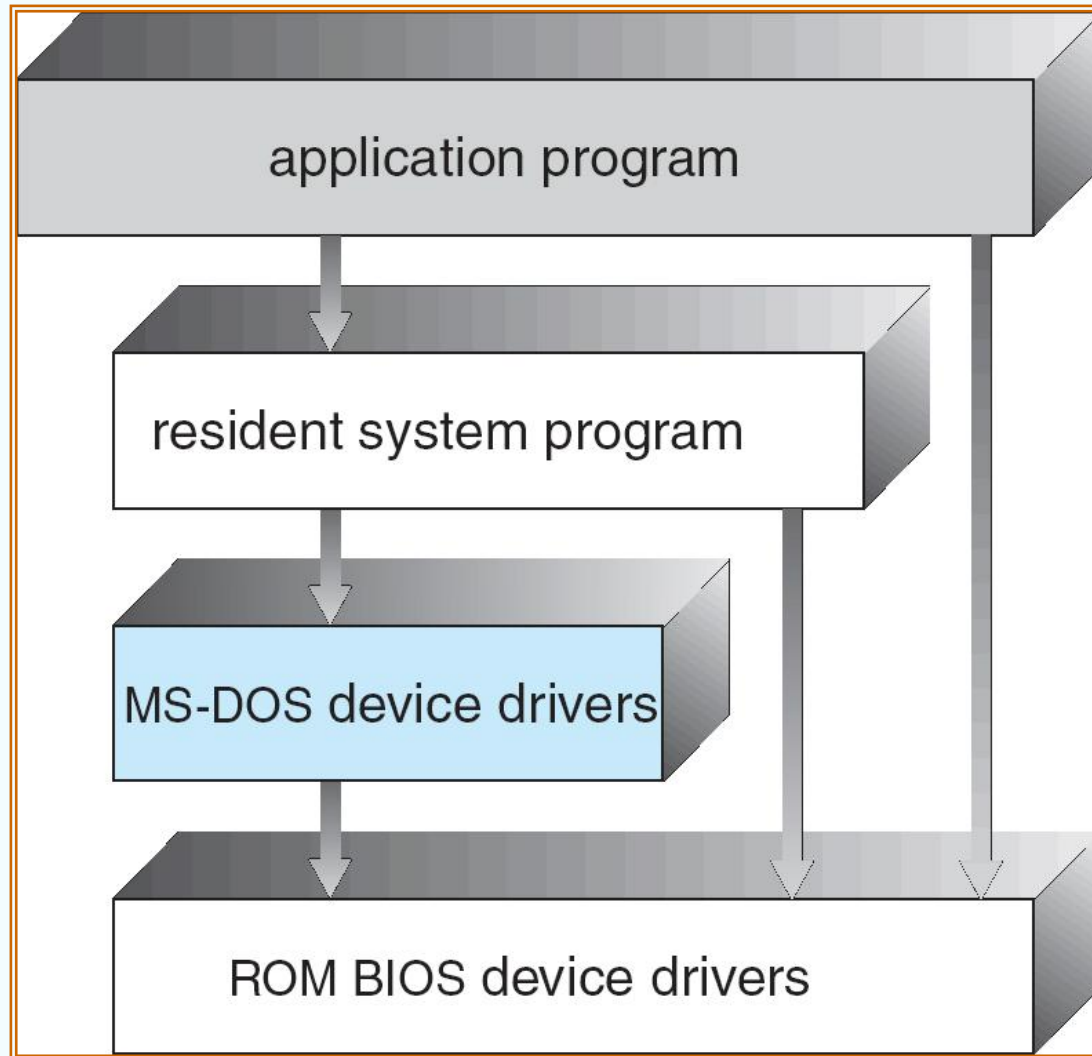 application program
resident system program
MS-DOS device drivers
ROM BIOS device drivers